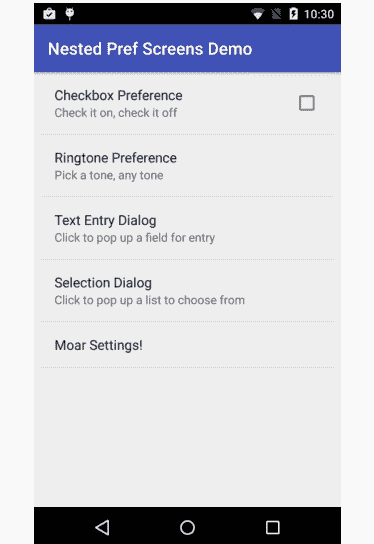 10:30
Nested Pref Screens Demo
Checkbox Preference
Check it on, check it off
Ringtone Preference
Pick a tone, any tone
Text Entry Dialog
Click to pop up a field for entry
Selection Dialog
Click to pop up a list to choose from
Moar Settings!